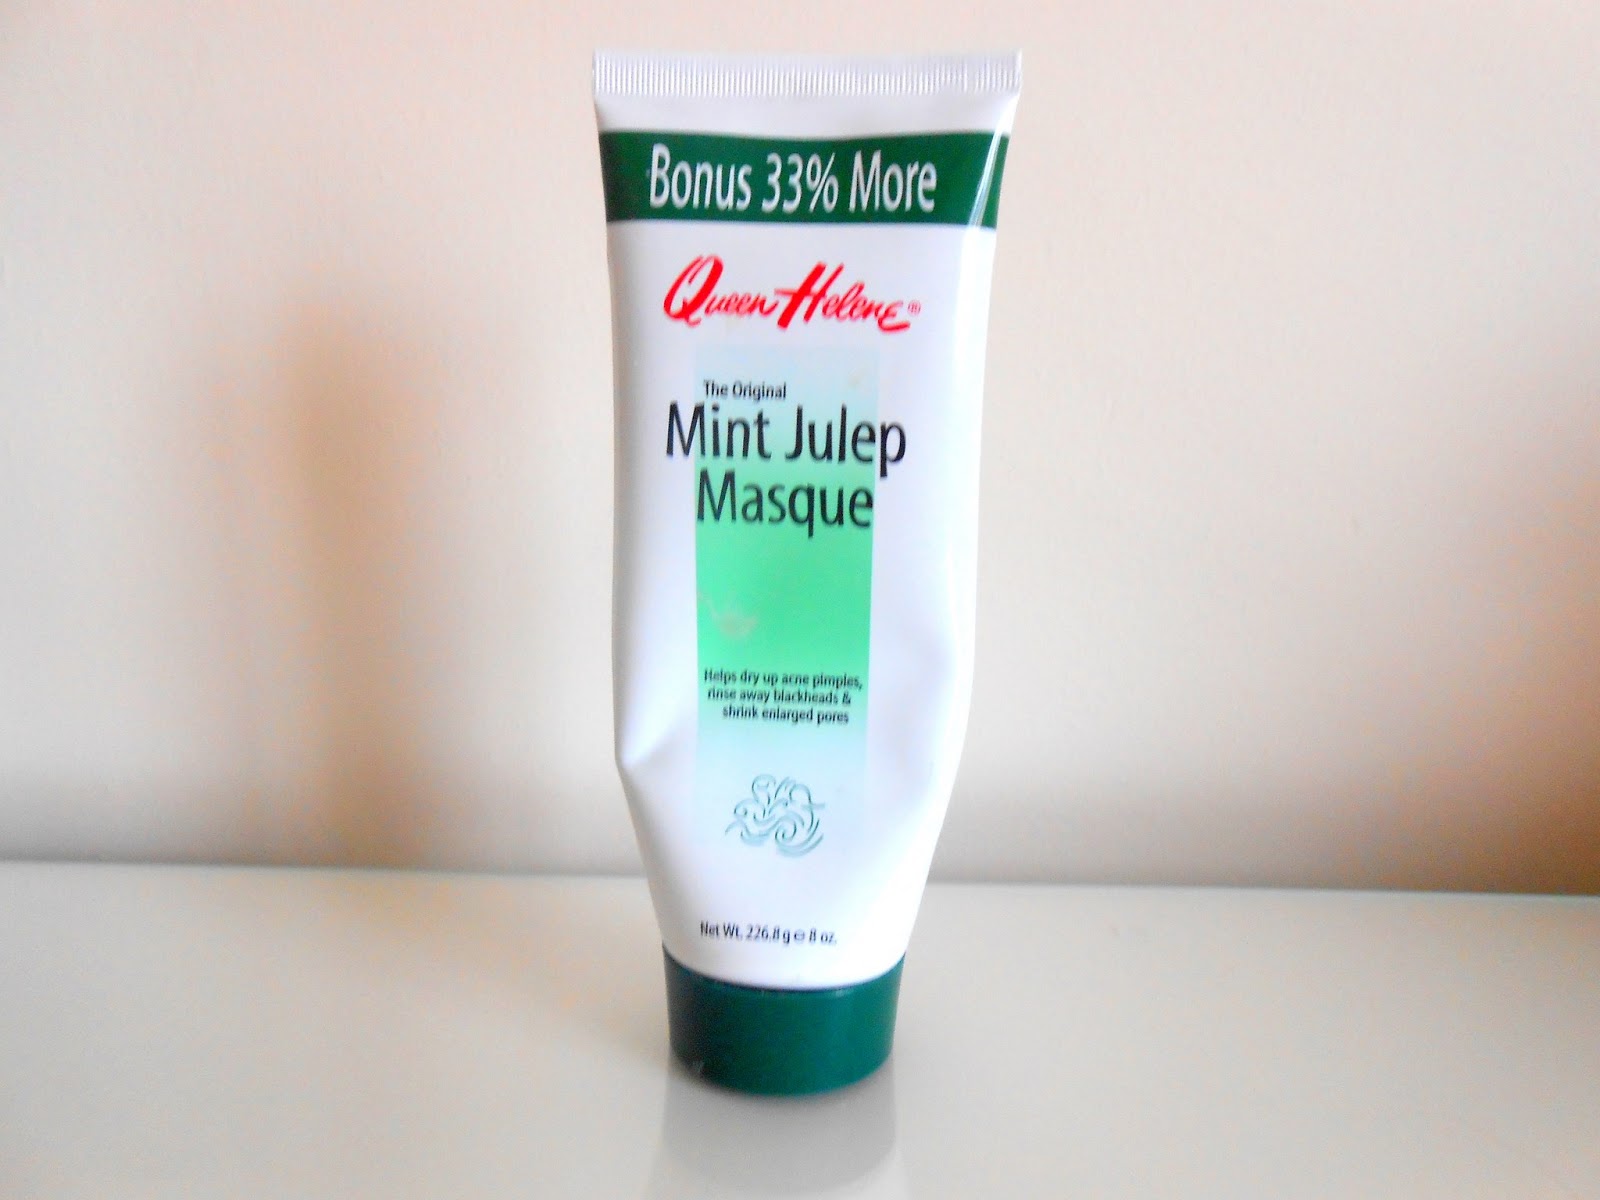 Bonus 33% More
Queen Helene®
The Original
Mint Julep
Masque
Helps dry up acne pimples,
rinse away blackheads &
shrink enlarged pores
Net Wt. 226.8 g ℮ 8 oz.